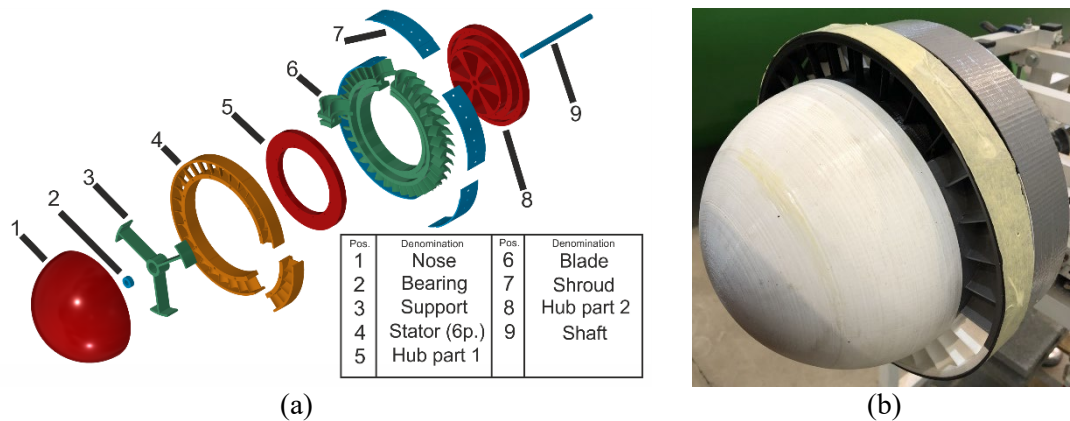 7
6
5
9
4
3
8
2
1
Pos. Denomination Pos. Denomination
1 Nose 6 Blade
2 Bearing 7 Shroud
3 Support 8 Hub part 2
4 Stator (6p.) 9 Shaft
5 Hub part 1
(a) (b)